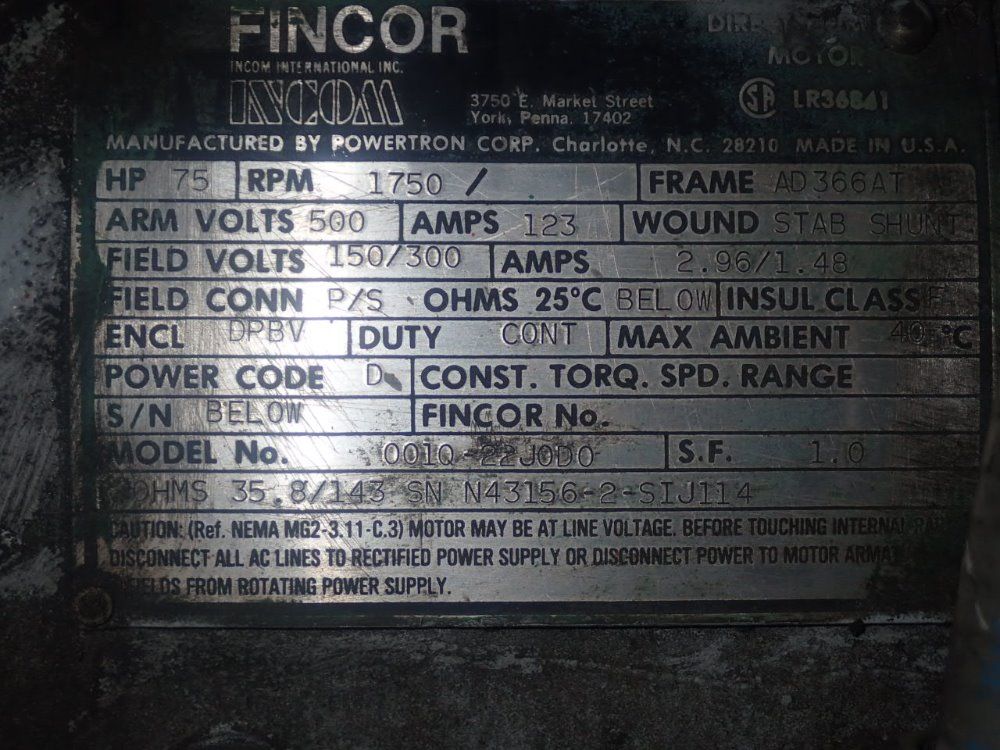 FINCOR
INCOM INTERNATIONAL INC.
INCOM
3750 E. Market Street
York, Penna. 17402
MOTOR
SA LR36841
MANUFACTURED BY POWERTRON CORP. Charlotte, N.C. 28210 MADE IN U.S.A.
HP 75 RPM 1750 / FRAME AD366AT
ARM VOLTS 500 AMPS 123 WOUND STAB SHUNT
FIELD VOLTS 150/300 AMPS 2.96/1.48
FIELD CONN P/S OHMS 25°C BELOW INSUL CLASS F
ENCL DPBV DUTY CONT MAX AMBIENT 40 °C
POWER CODE D CONST. TORQ. SPD. RANGE
S/N BELOW FINCOR No.
MODEL No. 001Q-22J0D0 S.F. 1.0
OHMS 35.8/143 SN N43156-2-SIJ114
CAUTION: (Ref. NEMA MG2-3.11-C.3) MOTOR MAY BE AT LINE VOLTAGE. BEFORE TOUCHING INTERNAL
DISCONNECT ALL AC LINES TO RECTIFIED POWER SUPPLY OR DISCONNECT POWER TO MOTOR
FIELDS FROM ROTATING POWER SUPPLY.